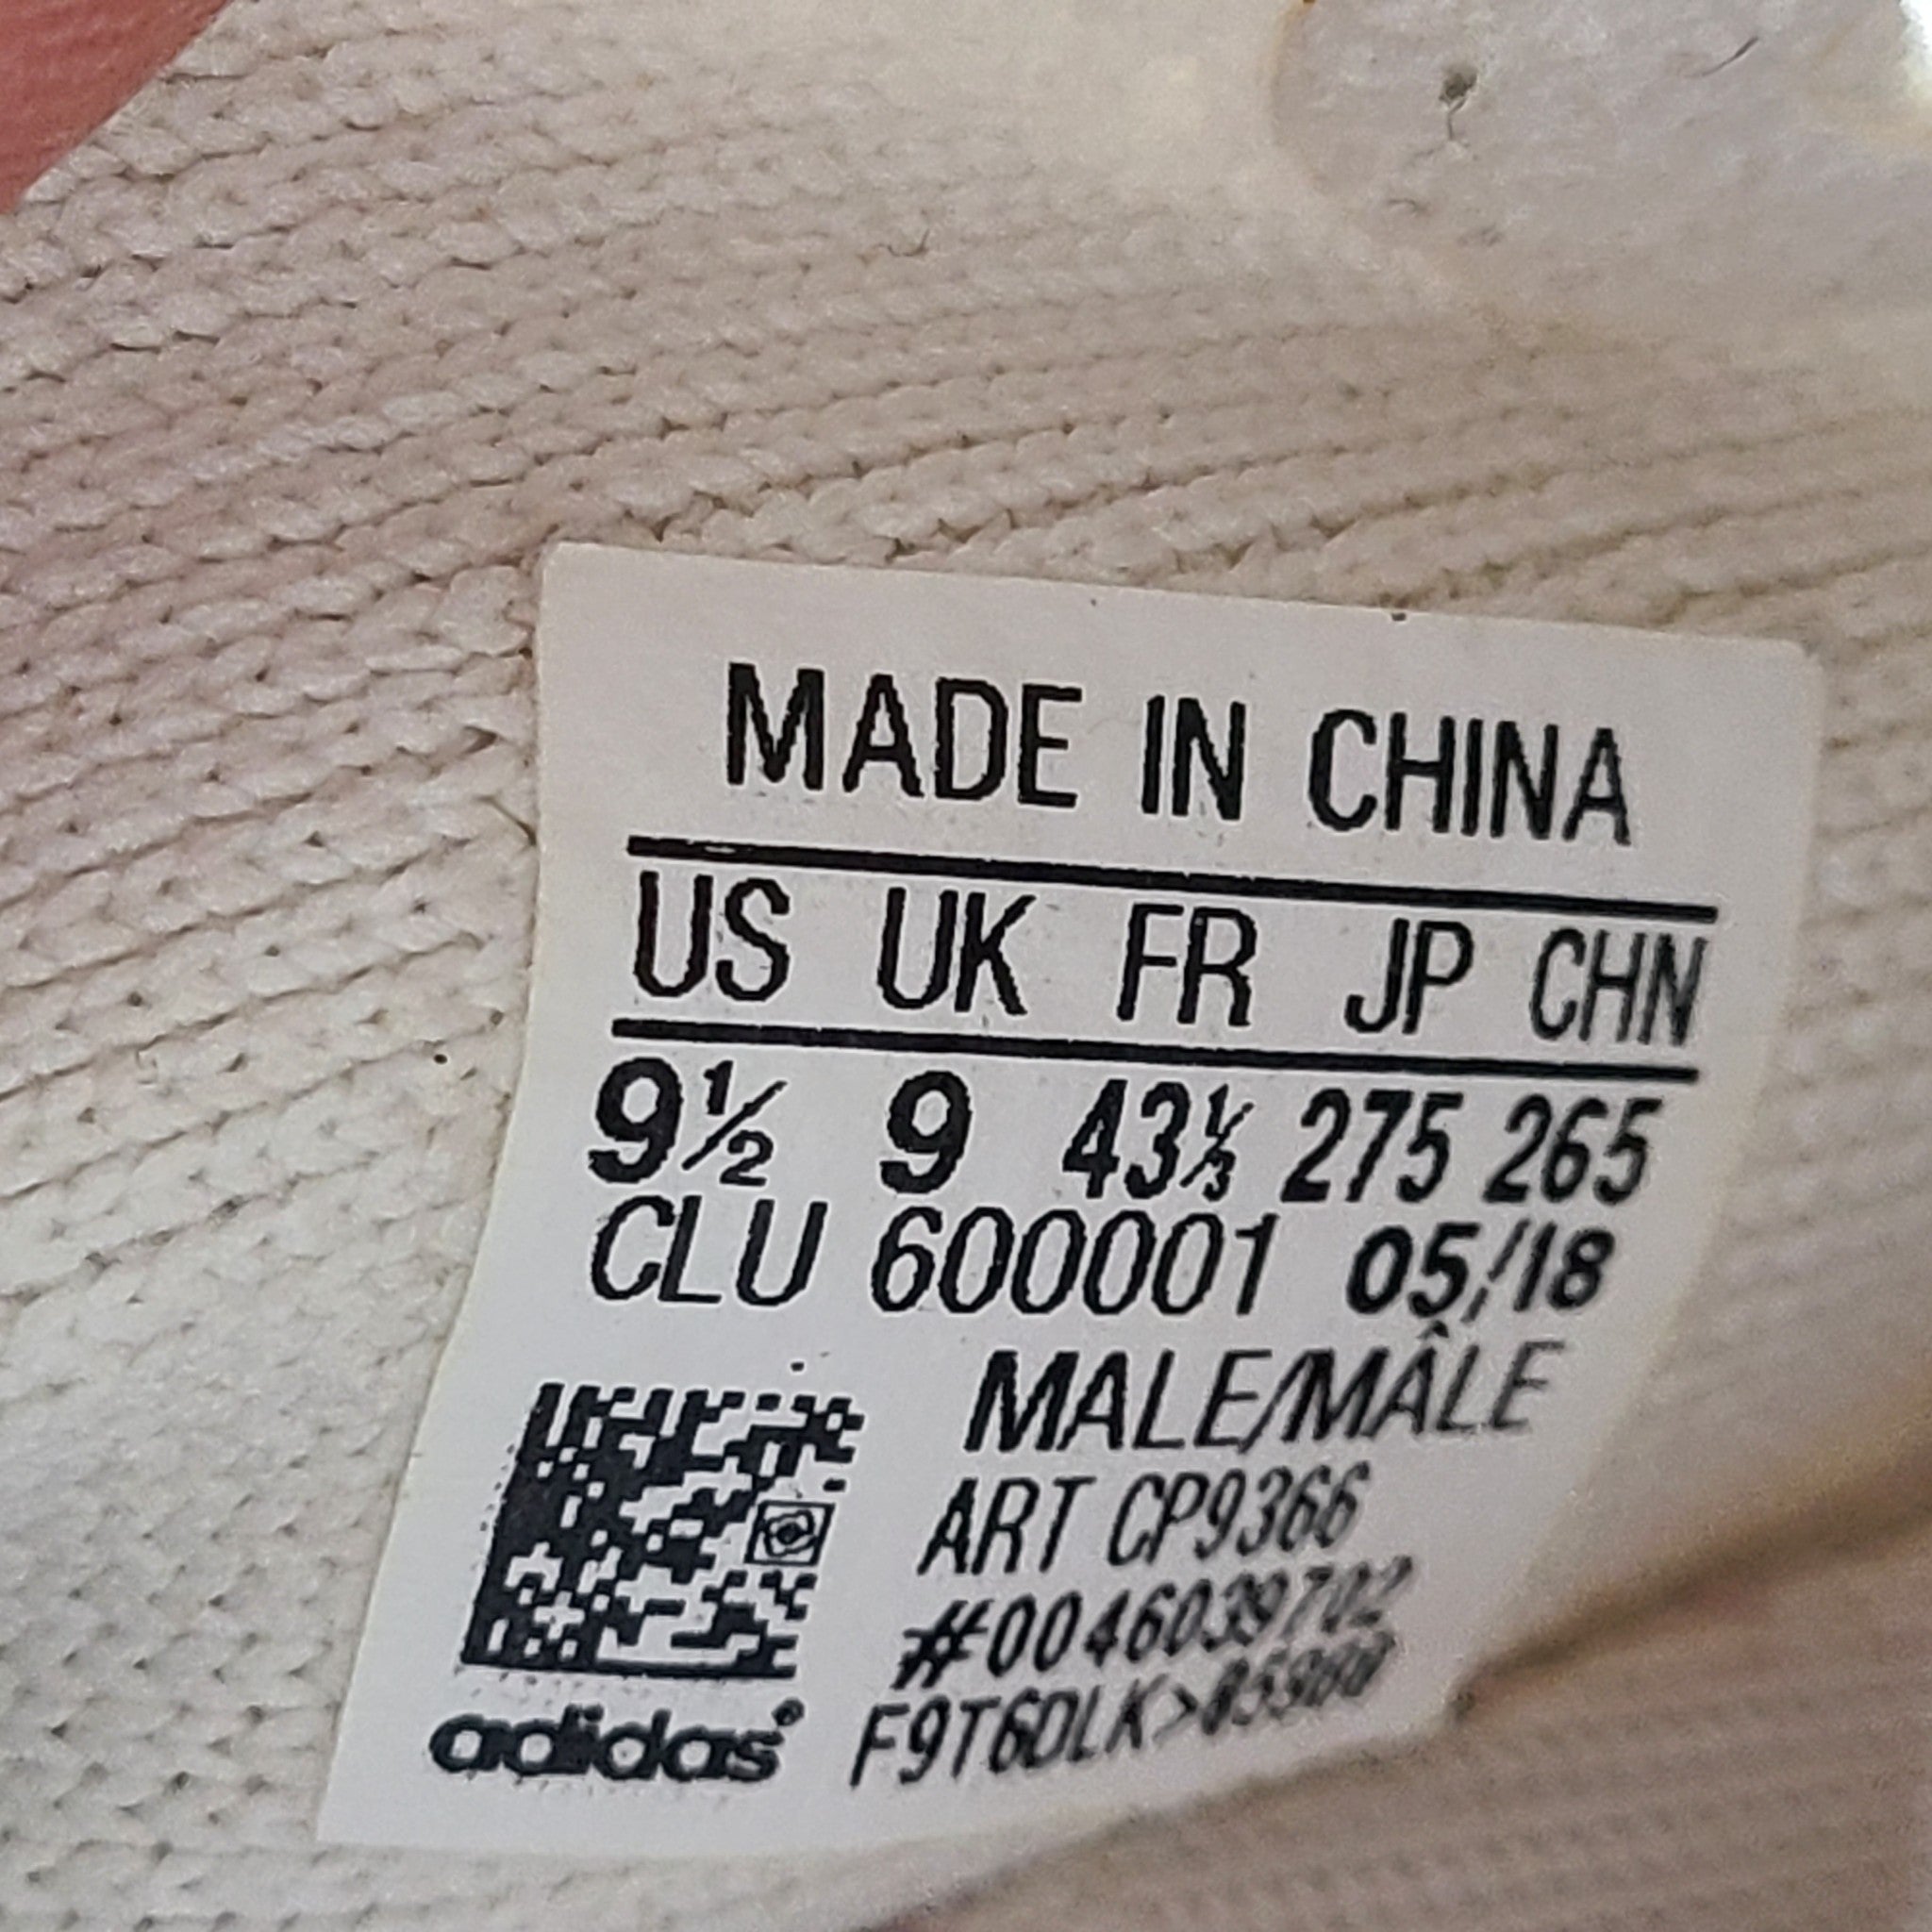 MADE IN CHINA
US UK FR JP CHN
9½ 9 43⅓ 275 265
CLU 600001 05/18
MALE/MÂLE
ART CP9366
#0046039702
adidas®